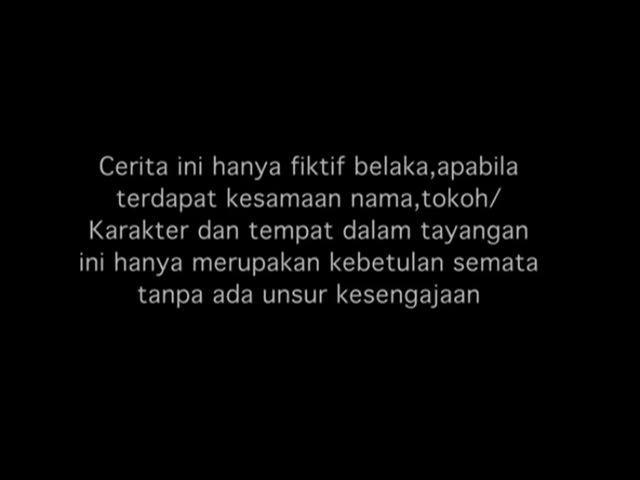 Cerita ini hanya fiktif belaka,apabila
terdapat kesamaan nama,tokoh/
Karakter dan tempat dalam tayangan
ini hanya merupakan kebetulan semata
tanpa ada unsur kesengajaan